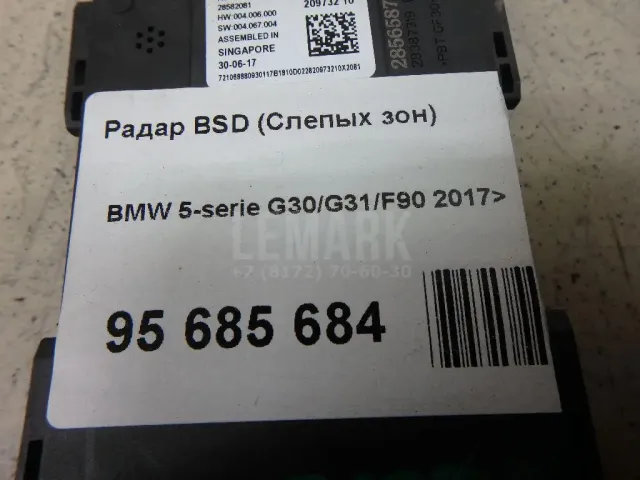 28582081
HW:004.006.000
SW:004.067.004
ASSEMBLED IN
SINGAPORE
30-06-17
209732 10
Радар BSD (Слепых зон)
BMW 5-serie G30/G31/F90 2017>
LEMARK
+7 (8172) 70-60-30
95 685 684